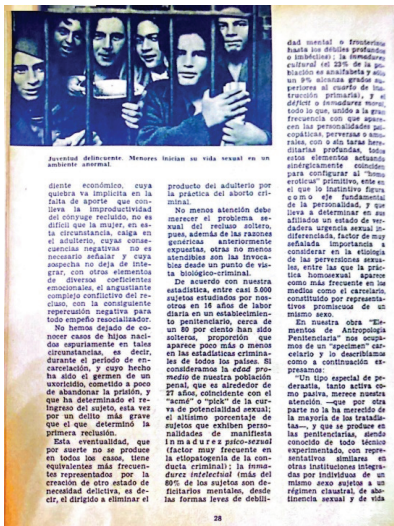 Juventud delincuente. Menores inician su vida sexual en un
ambiente anormal.
diente económico, cuya
quiebra va implícita en la
falta de aporte que con-
lleva la improductividad
del cónyuge recluido, no es
difícil que la mujer, en es-
ta circunstancia, caiga en
el adulterio, cuyas conse-
cuencias negativas no es
necesario señalar y cuya
sospecha no deja de inte-
grar, con otros elementos
de diversos coeficientes
emocionales, el angustiante
complejo conflictivo del re-
cluso, con la consiguiente
repercusión negativa para
todo empeño resocializador.
No hemos dejado de co-
nocer casos de hijos naci-
dos espuriamente en tales
circunstancias, es decir,
durante el período de en-
carcelación, y cuyo hecho
ha sido el germen de un
uxoricidio, cometido a poco
de abandonar la prisión, y
que ha determinado el re-
ingreso del sujeto, esta vez
por un delito más grave
que el que determinó la
primera reclusión.
Esta eventualidad, que
por suerte no se produce
en todos los casos, tiene
equivalentes más frecuen-
tes representados por la
creación de otro estado de
necesidad delictiva, es de-
cir, el dirigido a eliminar el
producto del adulterio por
la práctica del aborto cri-
minal.
No menos atención debe
merecer el problema se-
xual del recluso soltero,
pues, además de las razones
genéricas anteriormente
expuestas, otras no menos
atendibles son las invoca-
bles desde un punto de vis-
ta biológico-criminal.
De acuerdo con nuestra
estadística, entre casi 5.000
sujetos estudiados por nos-
otros en 16 años de labor
diaria en un establecimien-
to penitenciario, cerca de
un 80 por ciento han sido
solteros, proporción que
parece poco más o menos
en las estadísticas crimina-
les de todos los países. Si
consideramos la edad pro-
medio de nuestra población
penal, que es alrededor de
27 años, coincidente con el
"acmé" o "pick" de la cur-
va de potencialidad sexual;
el altísimo porcentaje de
sujetos que exhiben perso-
nalidades de manifiesta
inmadurez psico-sexual
(factor muy frecuente en
la etiopatogenia de la con-
ducta criminal); la inma-
durez intelectual (más del
60% de los sujetos son de-
ficitarios mentales, desde
las formas leves de debili-
dad mental o fronterizos
hasta los débiles profundos
o imbéciles); la inmadurez
cultural (el 23% de la po-
blación es analfabeta y sólo
un 9% alcanza grados su-
periores al cuarto de ins-
trucción primaria), y el
déficit o inmadurez moral,
todo lo que, unido a la gran
frecuencia con que apare-
cen las personalidades psi-
copáticas, perversas o amo-
rales, con o sin taras here-
ditarias profundas, todos
estos elementos actuando
sinérgicamente coinciden
para configurar al "homo
eroticus" primitivo, ente en
el que lo instintivo figura
como eje fundamental
de la personalidad, y que
lleva a determinar en sus
afiliados un estado de ver-
dadera urgencia sexual in-
diferenciada, factor de muy
señalada importancia a
considerar en la etiología
de las perversiones sexua-
les, entre las que la prác-
tica homosexual aparece
como más frecuente en los
medios como el carcelario,
constituido por represen-
tativos promiscuos de un
mismo sexo.
En nuestra obra "Ele-
mentos de Antropología
Penitenciaria" nos ocupa-
mos de un "specimen" car-
celario y lo describíamos
como a continuación ex-
presamos:
"Un tipo especial de pe-
derastia, tanto activa co-
mo pasiva, merece nuestra
atención —que por otra
parte no la ha merecido de
la mayoría de los tratadis-
tas—, y que se produce en
las penitenciarías, siendo
conocido de todo técnico
experimentado, con repre-
sentativos similares en
otras instituciones integra-
das por individuos de un
mismo sexo sujetos a un
régimen claustral, de abs-
tinencia sexual y de vida
28